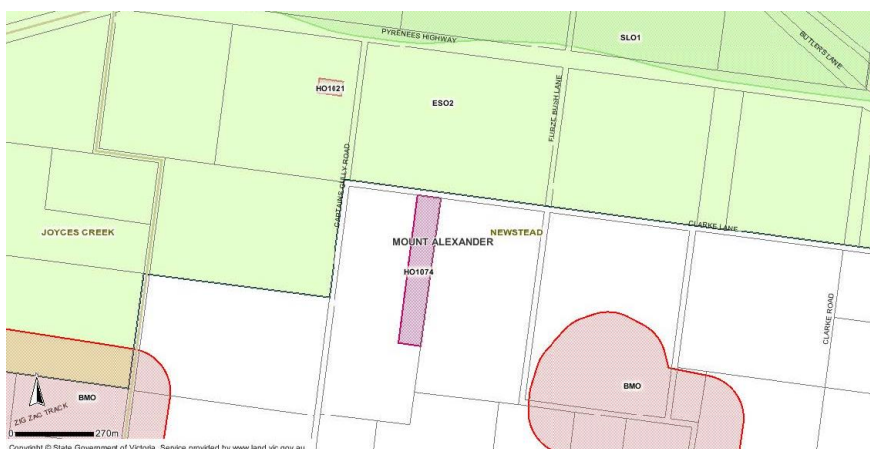 PYRENEES HIGHWAY
SLO1
BUTLERS LANE
HO1021
ESO2
FURZE BUSH LANE
CAPTAINS GULLY ROAD
JOYCES CREEK
NEWSTEAD
CLARKE LANE
MOUNT ALEXANDER
HO1074
CLARKE ROAD
BMO
BMO
ZIG ZAC TRACK
0 270m
Copyright © State Government of Victoria. Service provided by www.land.vic.gov.au